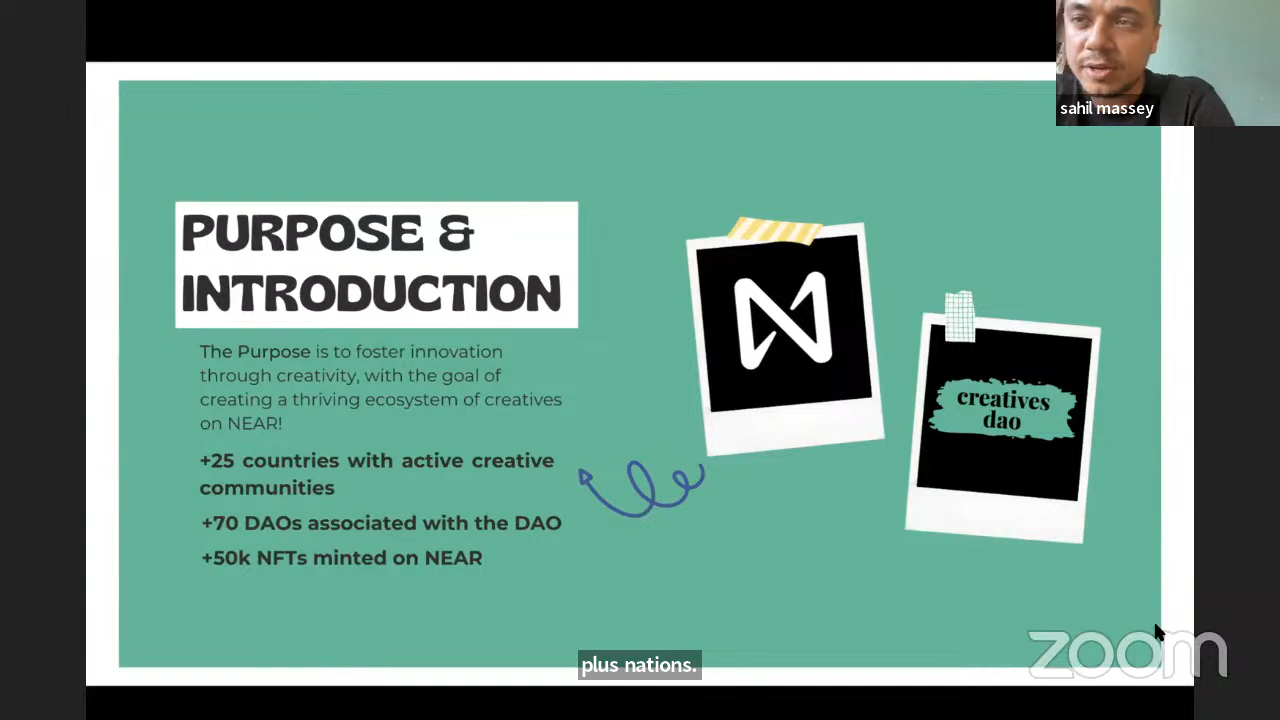 sahil massey
PURPOSE &
INTRODUCTION
The Purpose is to foster innovation
through creativity, with the goal of
creating a thriving ecosystem of creatives
on NEAR!
+25 countries with active creative
communities
+70 DAOs associated with the DAO
+50k NFTs minted on NEAR
creatives
dao
plus nations.
zoom